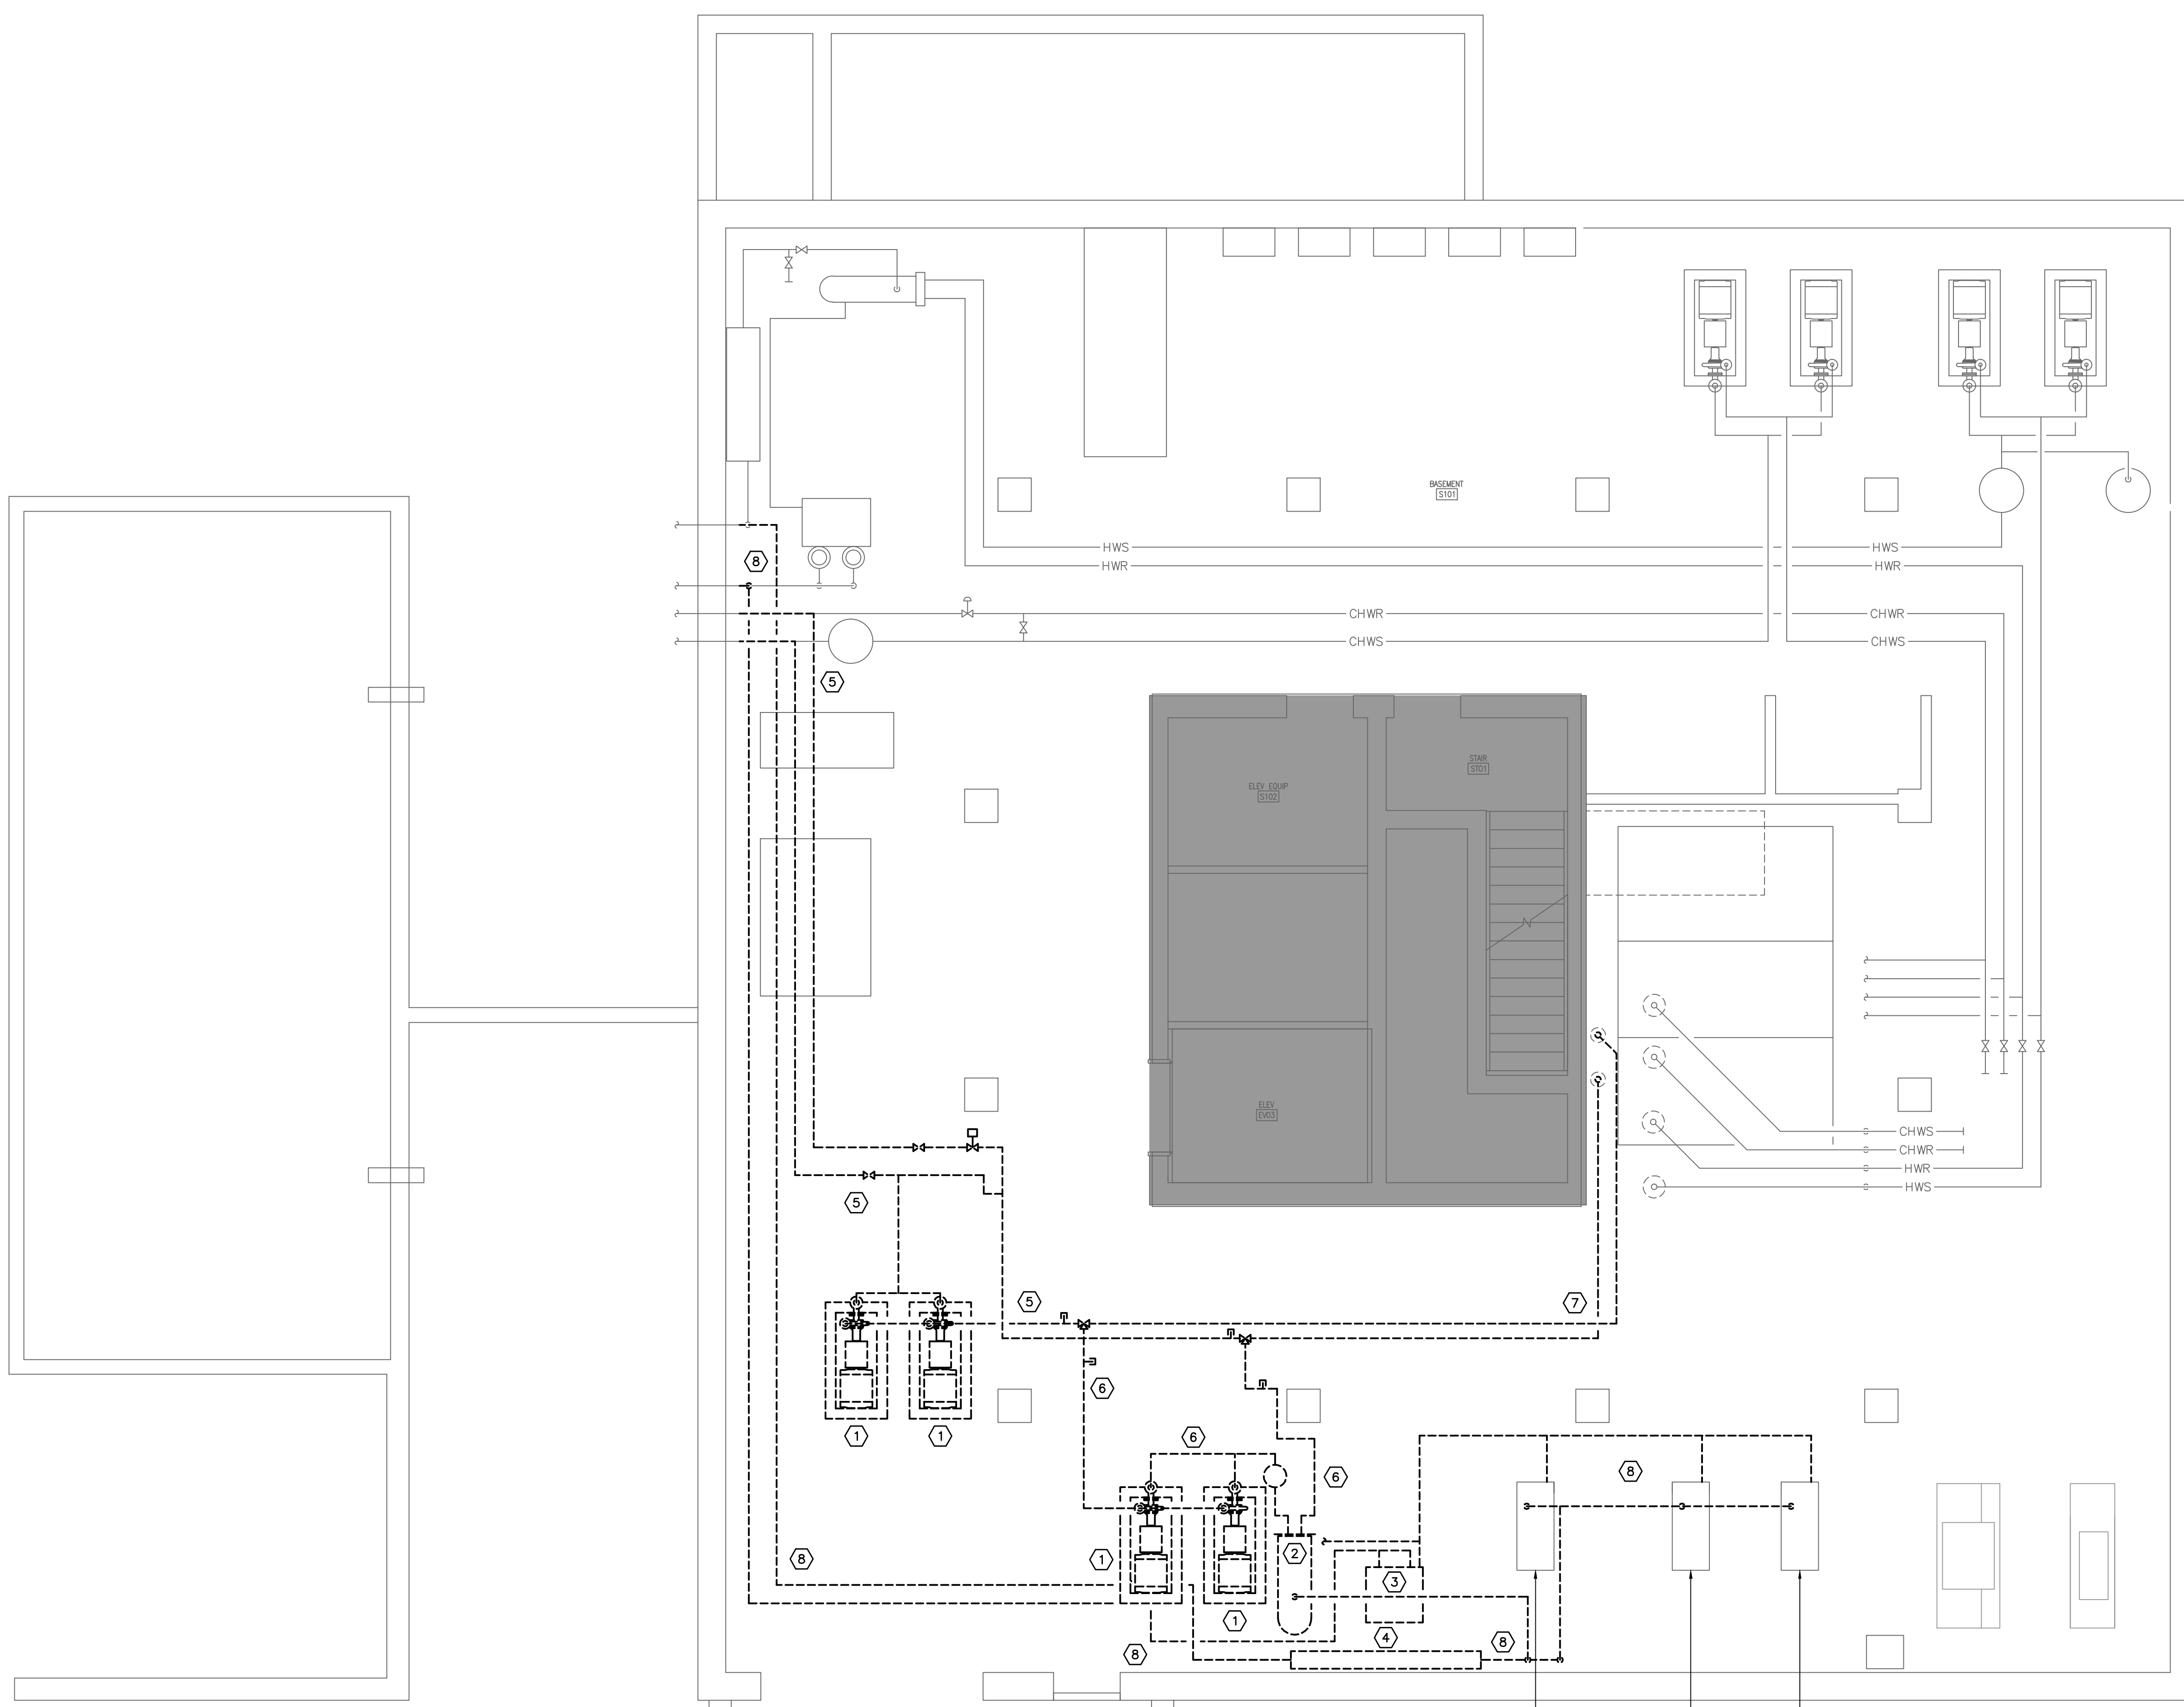 BASEMENT
S101
HWS
HWS
8
HWR
HWR
CHWR
CHWR
CHWS
CHWS
5
STAIR
ST01
ELEV EQUIP
S102
ELEV
EV03
CHWS
CHWR
HWR
HWS
5
5
7
6
1
1
6
6
8
8
1
2
3
1
4
8
8